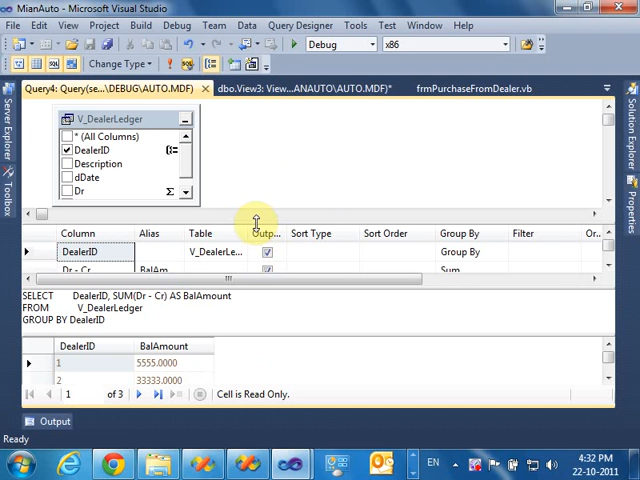 MianAuto - Microsoft Visual Studio
File Edit View Project Build Debug Team Data Query Designer Tools Test Window Help
Debug x86
Change Type
Query4: Query(se...\DEBUG\AUTO.MDF) dbo.View3: View...ANAUTO\AUTO.MDF)* frmPurchaseFromDealer.vb
Server Explorer
Toolbox
Solution Explorer
Properties
V_DealerLedger
* (All Columns)
DealerID
Description
dDate
Dr
Column Alias Table Outp... Sort Type Sort Order Group By Filter Or...
DealerID V_DealerLe... Group By
Dr - Cr BalAm Sum
SELECT DealerID, SUM(Dr - Cr) AS BalAmount
FROM V_DealerLedger
GROUP BY DealerID
DealerID BalAmount
1 5555.0000
2 33333.0000
1 of 3 Cell is Read Only.
Output
Ready
EN 4:32 PM
22-10-2011